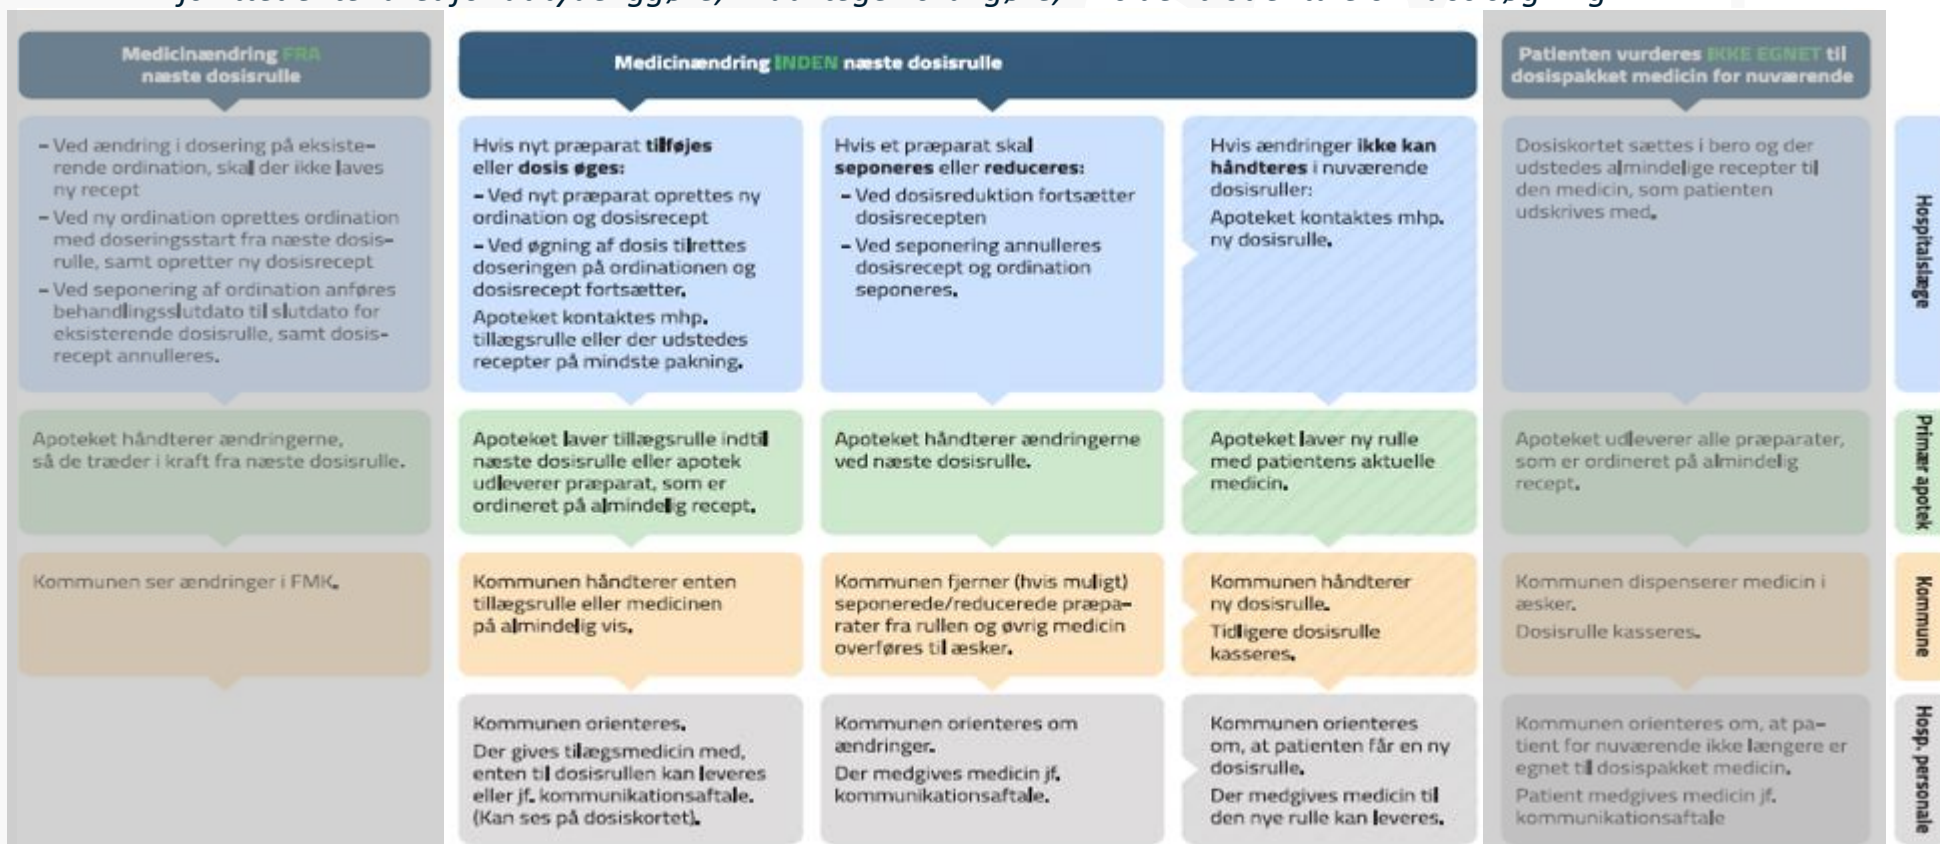 Medicinændring FRA
næste dosisrulle
– Ved ændring i dosering på eksiste–
rende ordination, skal der ikke laves
ny recept
– Ved ny ordination oprettes ordination
med doseringsstart fra næste dosis–
rulle, samt opretter ny dosisrecept
– Ved seponering af ordination anføres
behandlingsslutdato til slutdato for
eksisterende dosisrulle, samt dosis–
recept annulleres.
Apoteket håndterer ændringerne,
så de træder i kraft fra næste dosisrulle.
Kommunen ser ændringer i FMK.
Medicinændring INDEN næste dosisrulle
Hvis nyt præparat tilføjes
eller dosis øges:
– Ved nyt præparat oprettes ny
ordination og dosisrecept
– Ved øgning af dosis tilrettes
doseringen på ordinationen og
dosisrecept fortsætter.
Apoteket kontaktes mhp.
tillægsrulle eller der udstedes
recepter på mindste pakning.
Apoteket laver tillægsrulle indtil
næste dosisrulle eller apotek
udleverer præparat, som er
ordineret på almindelig recept.
Kommunen håndterer enten
tillægsrulle eller medicinen
på almindelig vis.
Kommunen orienteres.
Der gives tilægsmedicin med,
enten til dosisrullen kan leveres
eller jf. kommunikationsaftale.
(Kan ses på dosiskortet).
Hvis et præparat skal
seponeres eller reduceres:
– Ved dosisreduktion fortsætter
dosisrecepten
– Ved seponering annulleres
dosisrecept og ordination
seponeres.
Apoteket håndterer ændringerne
ved næste dosisrulle.
Kommunen fjerner (hvis muligt)
seponerede/reducerede præpa–
rater fra rullen og øvrig medicin
overføres til æsker.
Kommunen orienteres om
ændringer.
Der medgives medicin jf.
kommunikationsaftale.
Hvis ændringer ikke kan
håndteres i nuværende
dosisruller:
Apoteket kontaktes mhp.
ny dosisrulle.
Apoteket laver ny rulle
med patientens aktuelle
medicin.
Kommunen håndterer
ny dosisrulle.
Tidligere dosisrulle
kasseres.
Kommunen orienteres
om, at patienten får en ny
dosisrulle.
Der medgives medicin til
den nye rulle kan leveres.
Patienten vurderes IKKE EGNET til
dosispakket medicin for nuværende
Dosiskortet sættes i bero og der
udstedes almindelige recepter til
den medicin, som patienten
udskrives med.
Apoteket udleverer alle præparater,
som er ordineret på almindelig
recept.
Kommunen dispenserer medicin i
æsker.
Dosisrulle kasseres.
Kommunen orienteres om, at pa–
tient for nuværende ikke længere er
egnet til dosispakket medicin.
Patient medgives medicin jf.
kommunikationsaftale
Hospitalslæge
Primær apotek
Kommune
Hosp. personale